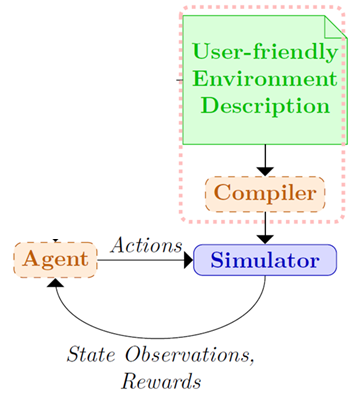 User-friendly
Environment
Description
Compiler
Actions
Agent
Simulator
State Observations,
Rewards